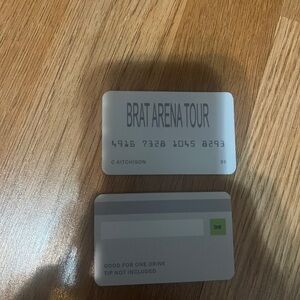 BRAT ARENA TOUR
4916 7328 1045 8293
C AITCHISON
GOOD FOR ONE DRINK
TIP NOT INCLUDED